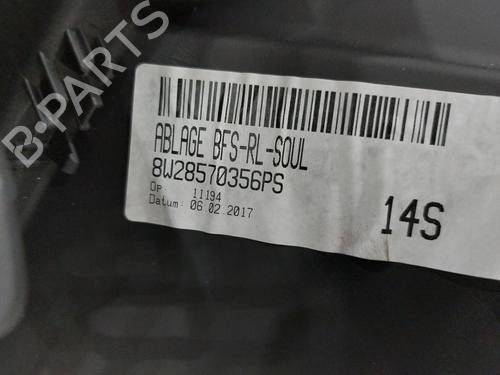 B-PARTS
ABLAGE BFS-RL-SOUL
8W28570356PS
Op. 11194
Datum: 06.02.2017
14S